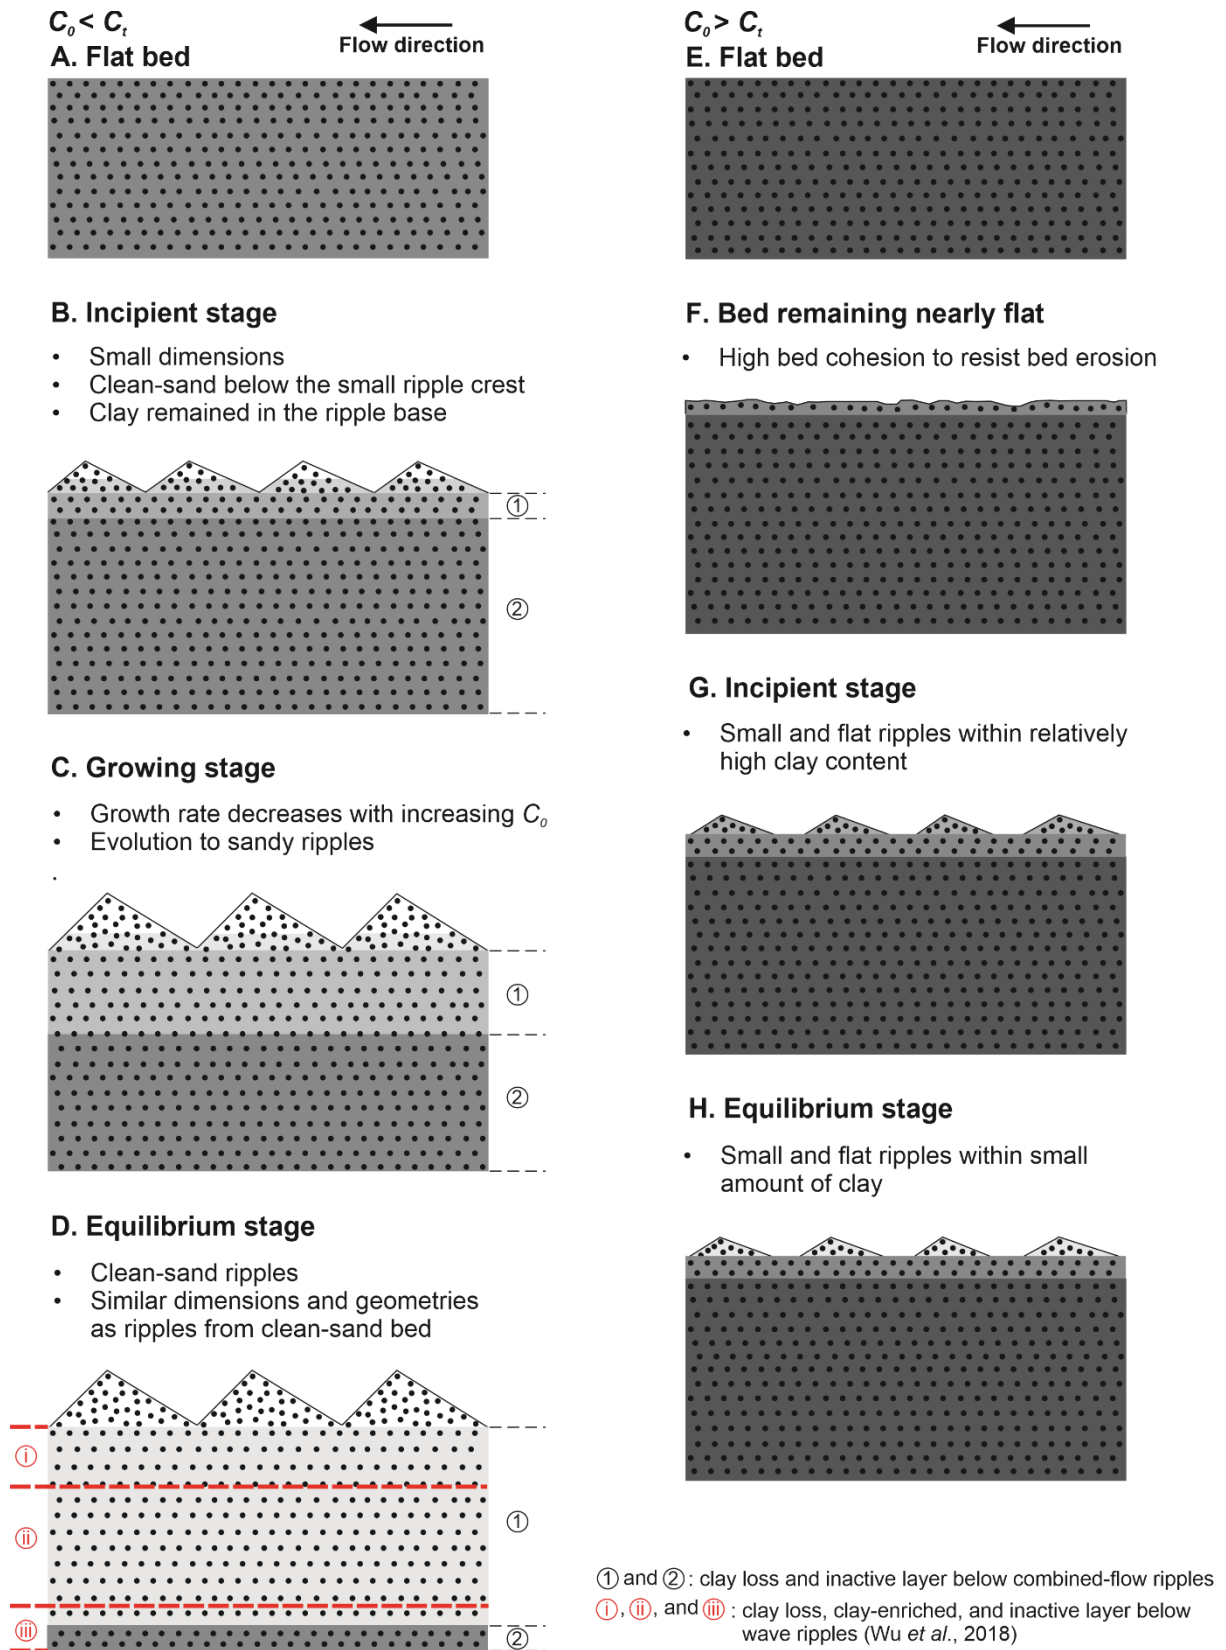 C₀ < Cₜ
Flow direction
A. Flat bed
B. Incipient stage
• Small dimensions
• Clean-sand below the small ripple crest
• Clay remained in the ripple base
①
②
C. Growing stage
• Growth rate decreases with increasing C₀
• Evolution to sandy ripples
.
①
②
D. Equilibrium stage
• Clean-sand ripples
• Similar dimensions and geometries
as ripples from clean-sand bed
ⓘ
①
ⅱ
ⅲ
②
C₀ > Cₜ
Flow direction
E. Flat bed
F. Bed remaining nearly flat
• High bed cohesion to resist bed erosion
G. Incipient stage
• Small and flat ripples within relatively
high clay content
H. Equilibrium stage
• Small and flat ripples within small
amount of clay
① and ② : clay loss and inactive layer below combined-flow ripples
ⓘ, ⅱ, and ⅲ : clay loss, clay-enriched, and inactive layer below
wave ripples (Wu et al., 2018)